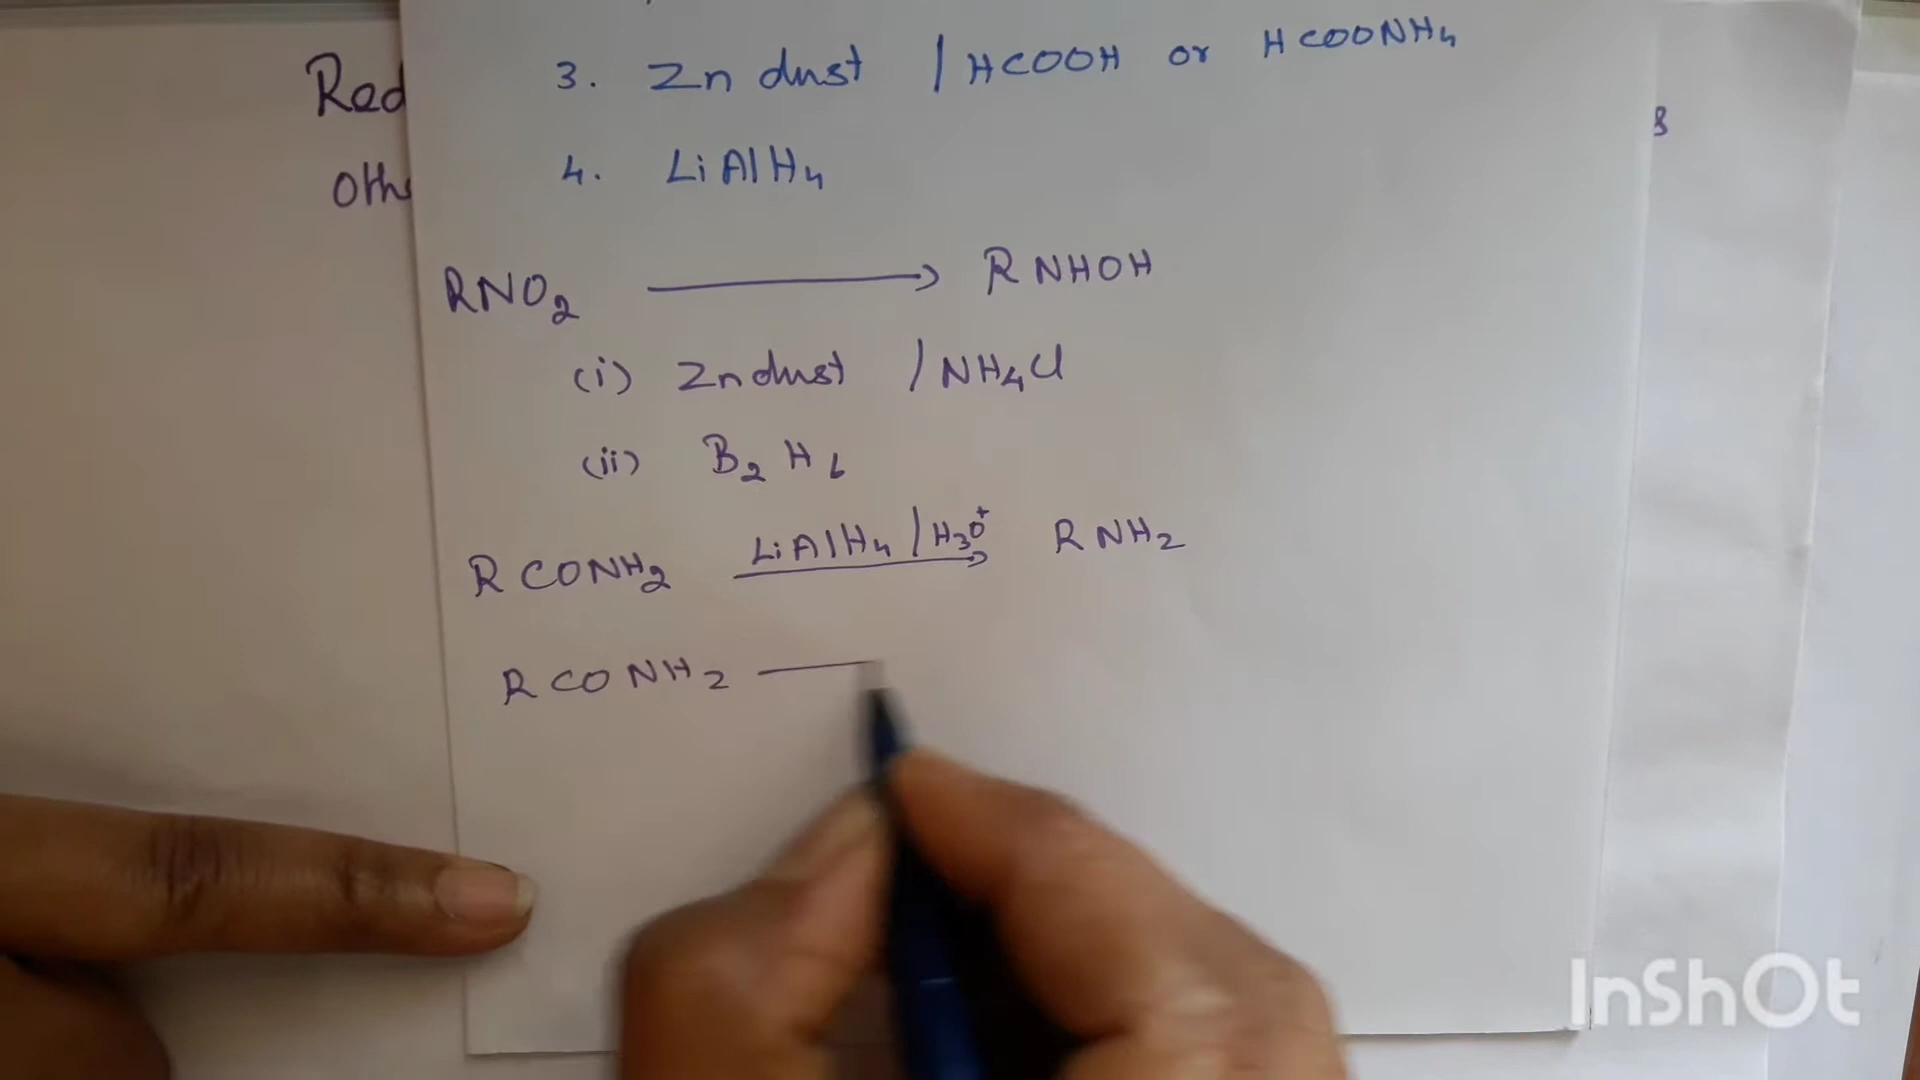 Red
Othe
3. Zn dust / HCOOH or HCOONH4
4. LiAlH4
RNO2 → RNHOH
(i) Zn dust / NH4Cl
(ii) B2H6
RCONH2 LiAlH4 / H3O+ → RNH2
RCONH2
InShOt